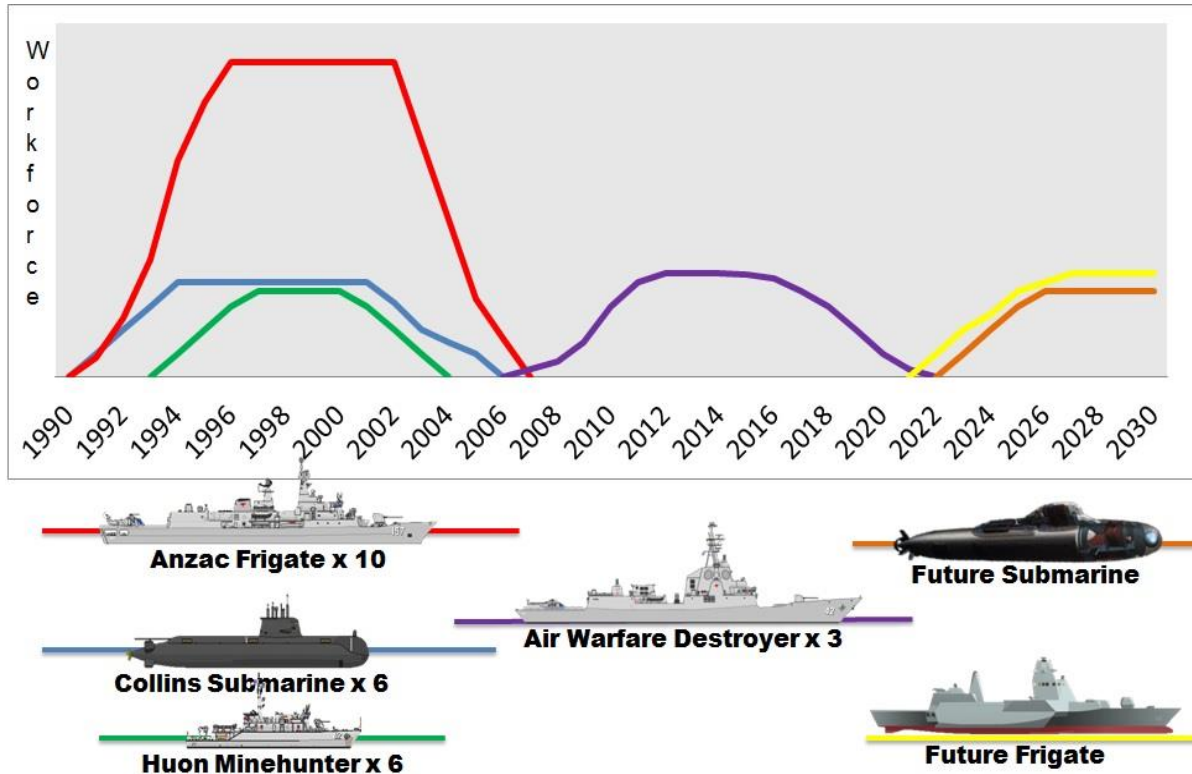 Workforce
1990 1992 1994 1996 1998 2000 2002 2004 2006 2008 2010 2012 2014 2016 2018 2020 2022 2024 2026 2028 2030
Anzac Frigate x 10
Future Submarine
Air Warfare Destroyer x 3
Collins Submarine x 6
Future Frigate
Huon Minehunter x 6
42